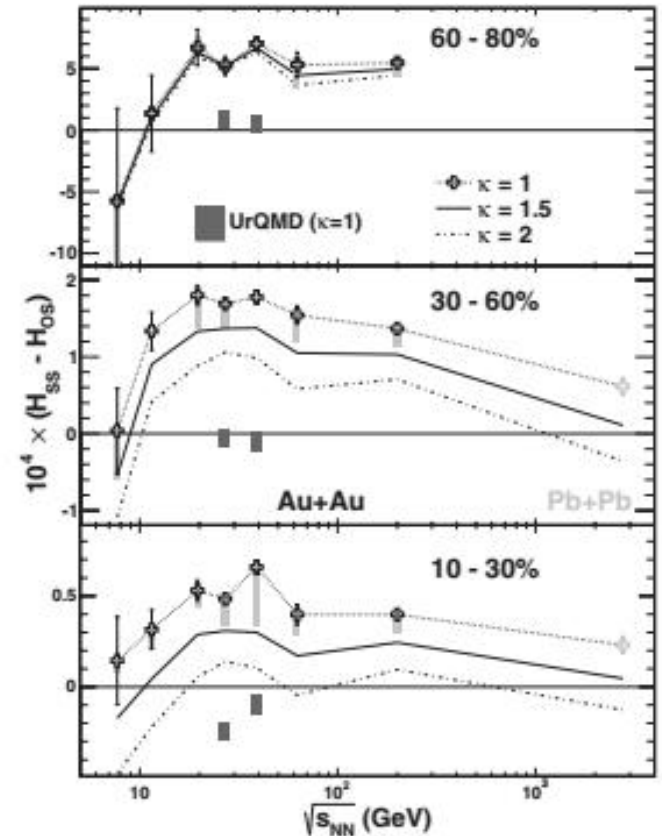 60 - 80%
5
0
-5
-10
κ = 1
κ = 1.5
κ = 2
UrQMD (κ=1)
30 - 60%
2
1
0
-1
Au+Au
Pb+Pb
10 - 30%
0.5
0
10⁴ × (H_SS - H_OS)
10
10²
10³
√s_NN (GeV)